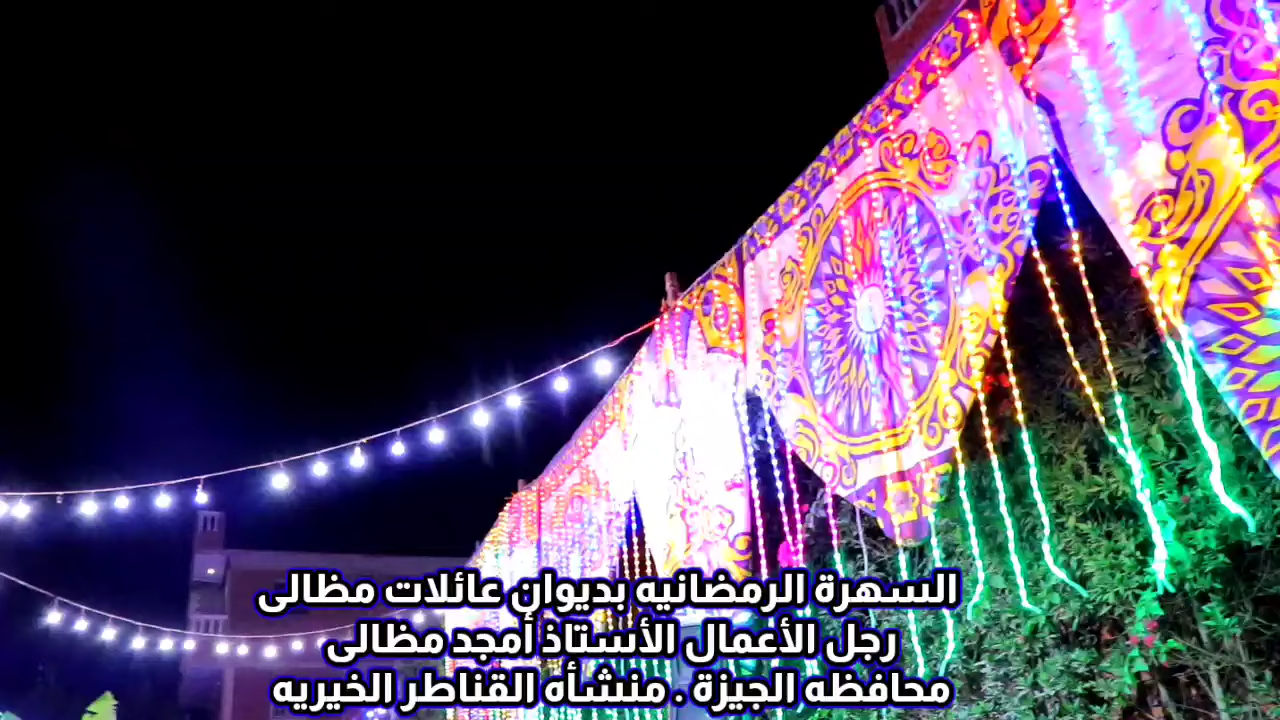 السهرة الرمضانيه بديوان عائلات مظالى
رجل الأعمال الأستاذ أمجد مظالى
محافظه الجيزة . منشأه القناطر الخيريه